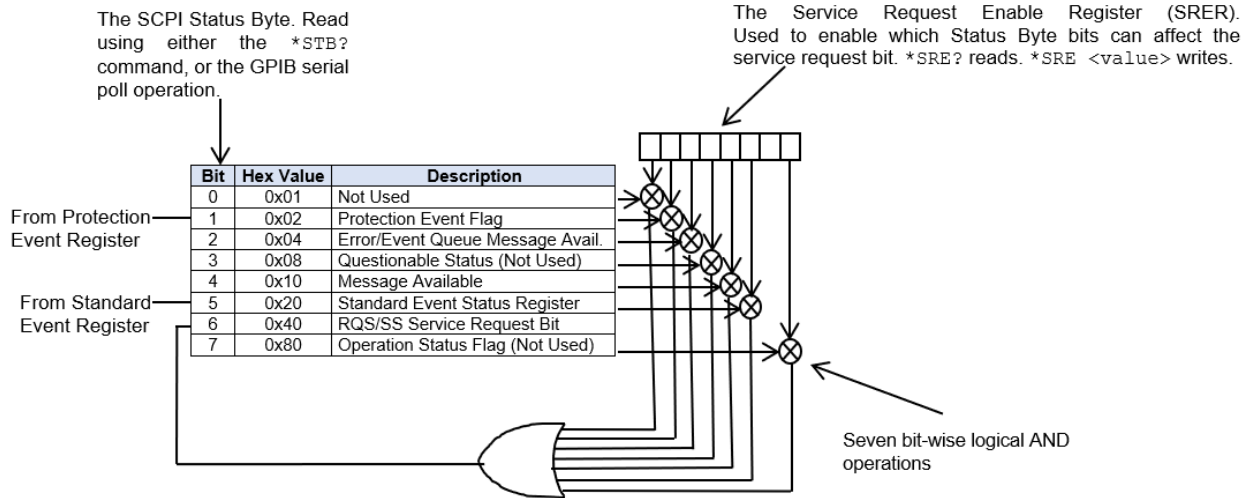 The SCPI Status Byte. Read
using either the *STB?
command, or the GPIB serial
poll operation.
The Service Request Enable Register (SRER).
Used to enable which Status Byte bits can affect the
service request bit. *SRE? reads. *SRE <value> writes.
Bit Hex Value Description
0 0x01 Not Used
1 0x02 Protection Event Flag
2 0x04 Error/Event Queue Message Avail.
3 0x08 Questionable Status (Not Used)
4 0x10 Message Available
5 0x20 Standard Event Status Register
6 0x40 RQS/SS Service Request Bit
7 0x80 Operation Status Flag (Not Used)
From Protection
Event Register
From Standard
Event Register
Seven bit-wise logical AND
operations